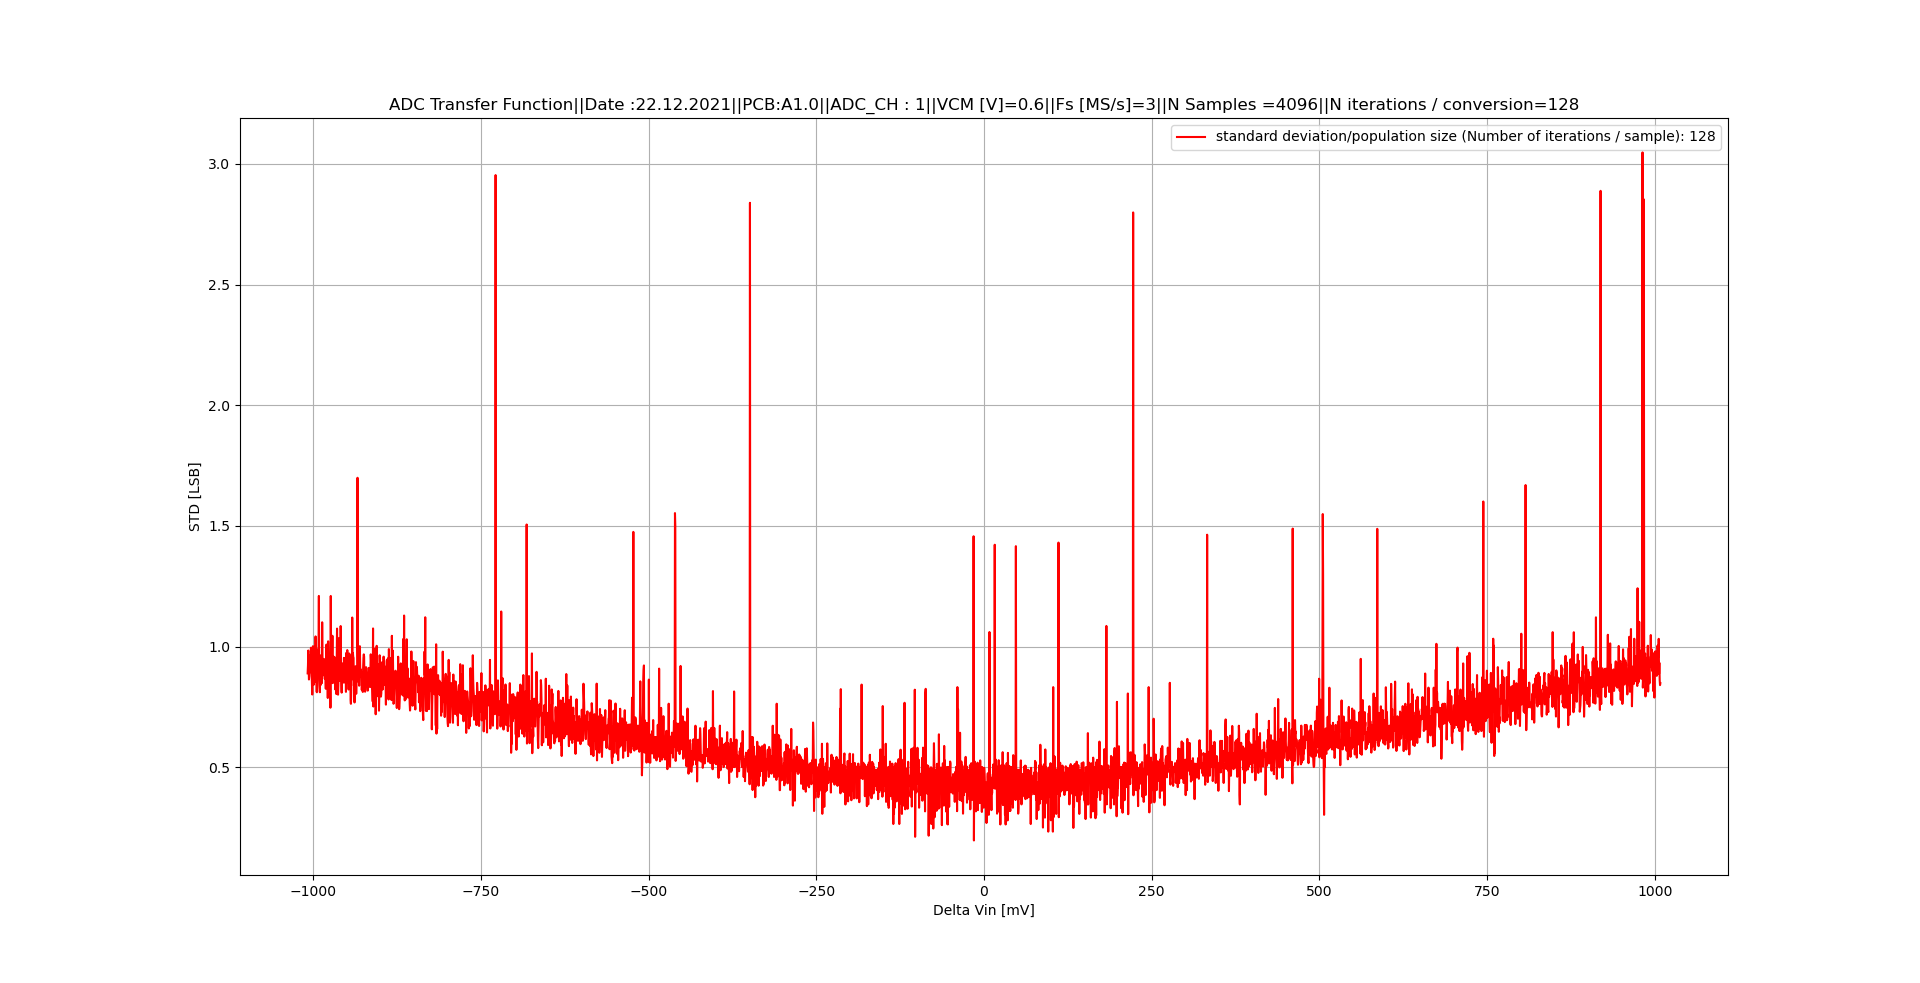 ADC Transfer Function||Date :22.12.2021||PCB:A1.0||ADC_CH : 1||VCM [V]=0.6||Fs [MS/s]=3||N Samples =4096||N iterations / conversion=128
standard deviation/population size (Number of iterations / sample): 128
3.0
2.5
2.0
1.5
1.0
0.5
STD [LSB]
−1000 −750 −500 −250 0 250 500 750 1000
Delta Vin [mV]